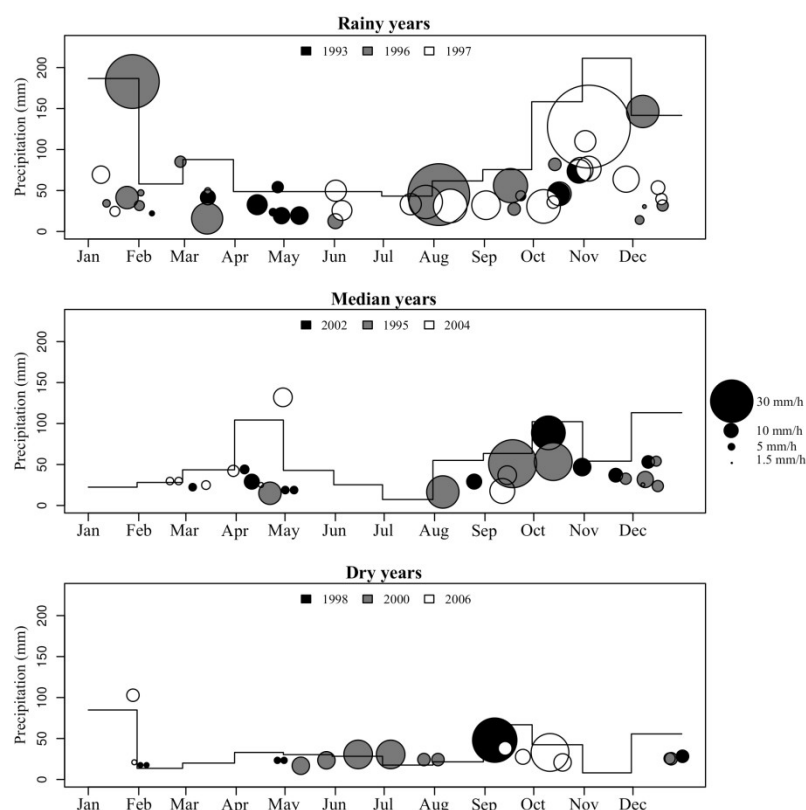 Rainy years
1993 1996 1997
Precipitation (mm)
200
150
100
50
0
Jan Feb Mar Apr May Jun Jul Aug Sep Oct Nov Dec
Median years
2002 1995 2004
Precipitation (mm)
200
150
100
50
0
Jan Feb Mar Apr May Jun Jul Aug Sep Oct Nov Dec
30 mm/h
10 mm/h
5 mm/h
1.5 mm/h
Dry years
1998 2000 2006
Precipitation (mm)
200
150
100
50
0
Jan Feb Mar Apr May Jun Jul Aug Sep Oct Nov Dec